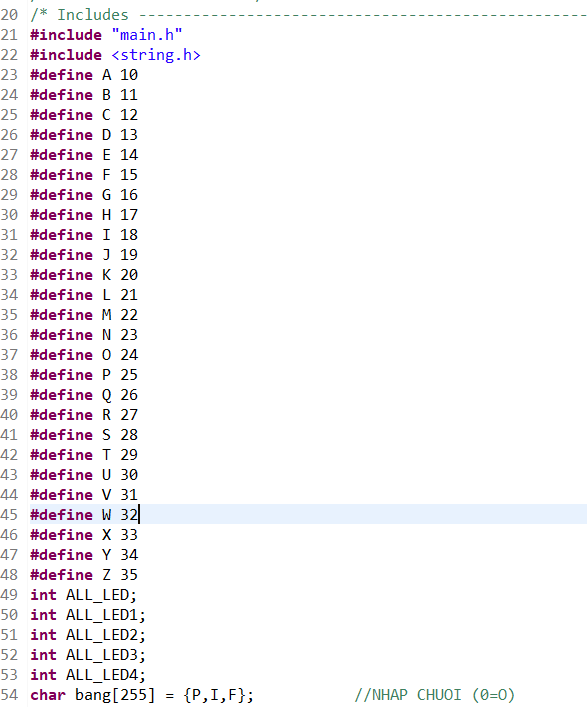 20 /* Includes --------------------------------------------------
21 #include "main.h"
22 #include <string.h>
23 #define A 10
24 #define B 11
25 #define C 12
26 #define D 13
27 #define E 14
28 #define F 15
29 #define G 16
30 #define H 17
31 #define I 18
32 #define J 19
33 #define K 20
34 #define L 21
35 #define M 22
36 #define N 23
37 #define O 24
38 #define P 25
39 #define Q 26
40 #define R 27
41 #define S 28
42 #define T 29
43 #define U 30
44 #define V 31
45 #define W 32
46 #define X 33
47 #define Y 34
48 #define Z 35
49 int ALL_LED;
50 int ALL_LED1;
51 int ALL_LED2;
52 int ALL_LED3;
53 int ALL_LED4;
54 char bang[255] = {P,I,F}; //NHAP CHUOI (0=O)